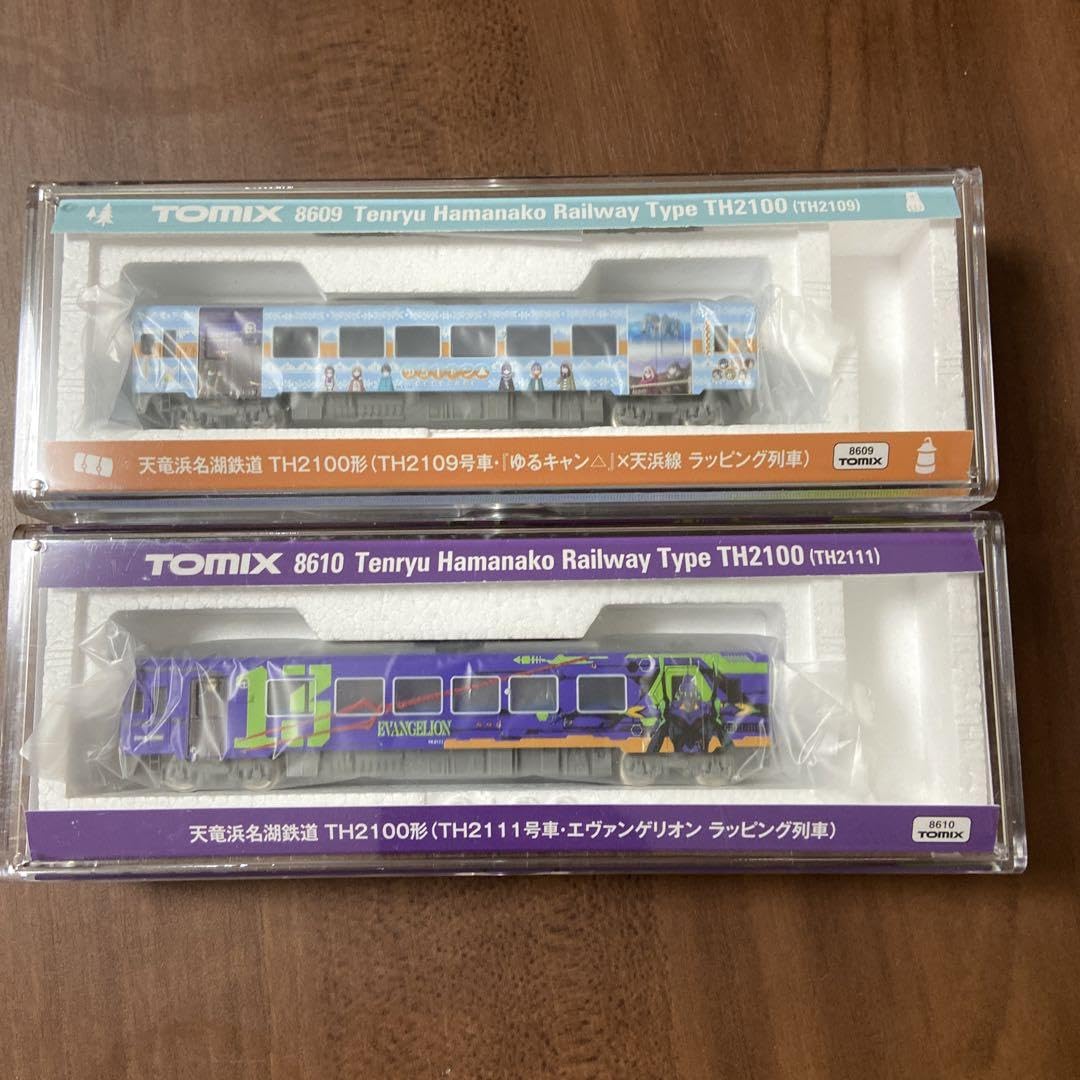 TOMIX 8609 Tenryu Hamanako Railway Type TH2100 (TH2109)
天竜浜名湖鉄道 TH2100形（TH2109号車・『ゆるキャン△』×天浜線 ラッピング列車）
8609
TOMIX
TOMIX 8610 Tenryu Hamanako Railway Type TH2100 (TH2111)
EVANGELION
天竜浜名湖鉄道 TH2100形（TH2111号車・エヴァンゲリオン ラッピング列車）
8610
TOMIX